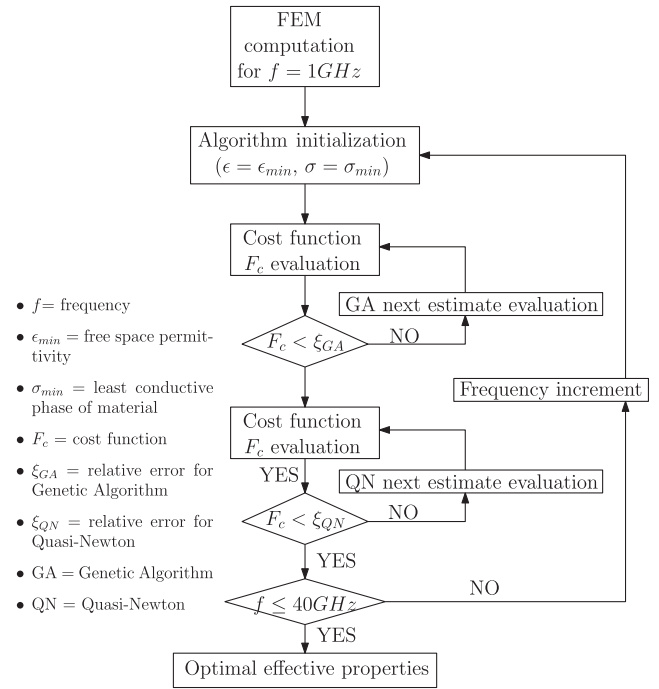 FEM
computation
for f = 1GHz
Algorithm initialization
(ϵ = ϵ_min, σ = σ_min)
Cost function
F_c evaluation
GA next estimate evaluation
F_c < ξ_GA
NO
Frequency increment
Cost function
F_c evaluation
YES
QN next estimate evaluation
F_c < ξ_QN
NO
YES
f ≤ 40GHz
NO
YES
Optimal effective properties
• f = frequency
• ϵ_min = free space permit-
tivity
• σ_min = least conductive
phase of material
• F_c = cost function
• ξ_GA = relative error for
Genetic Algorithm
• ξ_QN = relative error for
Quasi-Newton
• GA = Genetic Algorithm
• QN = Quasi-Newton